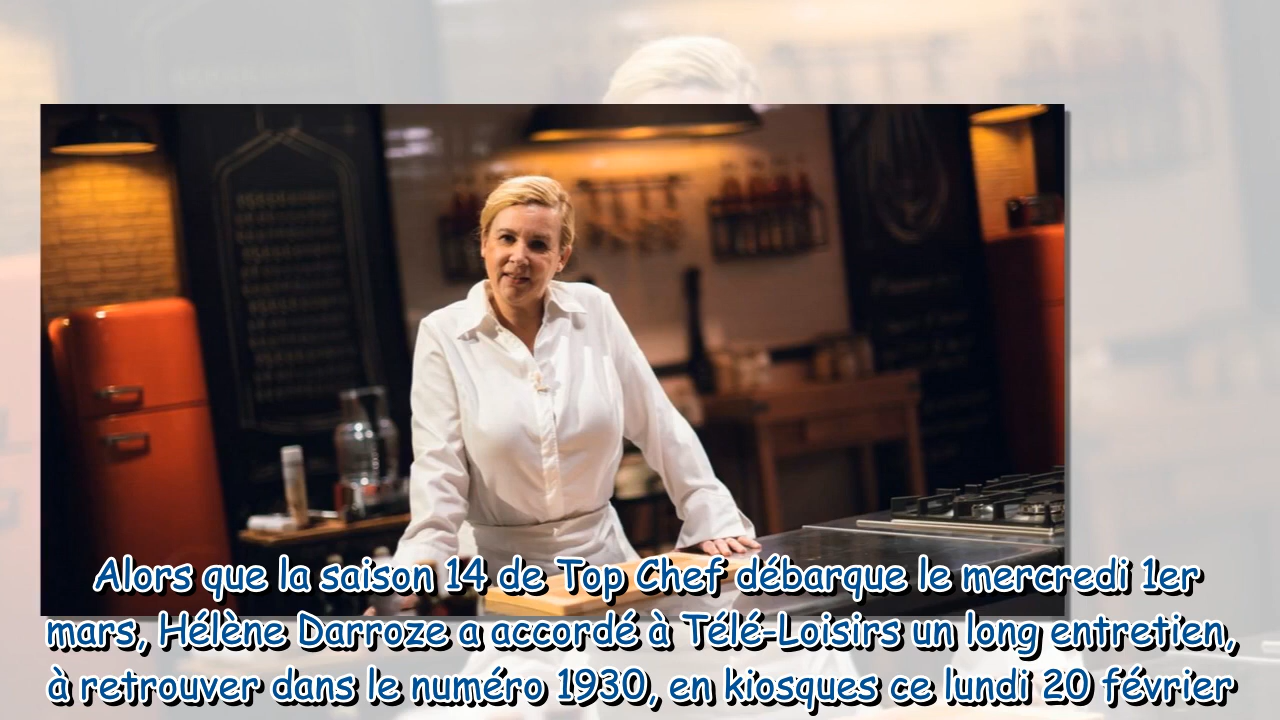 Alors que la saison 14 de Top Chef débarque le mercredi 1er
mars, Hélène Darroze a accordé à Télé-Loisirs un long entretien,
à retrouver dans le numéro 1930, en kiosques ce lundi 20 février